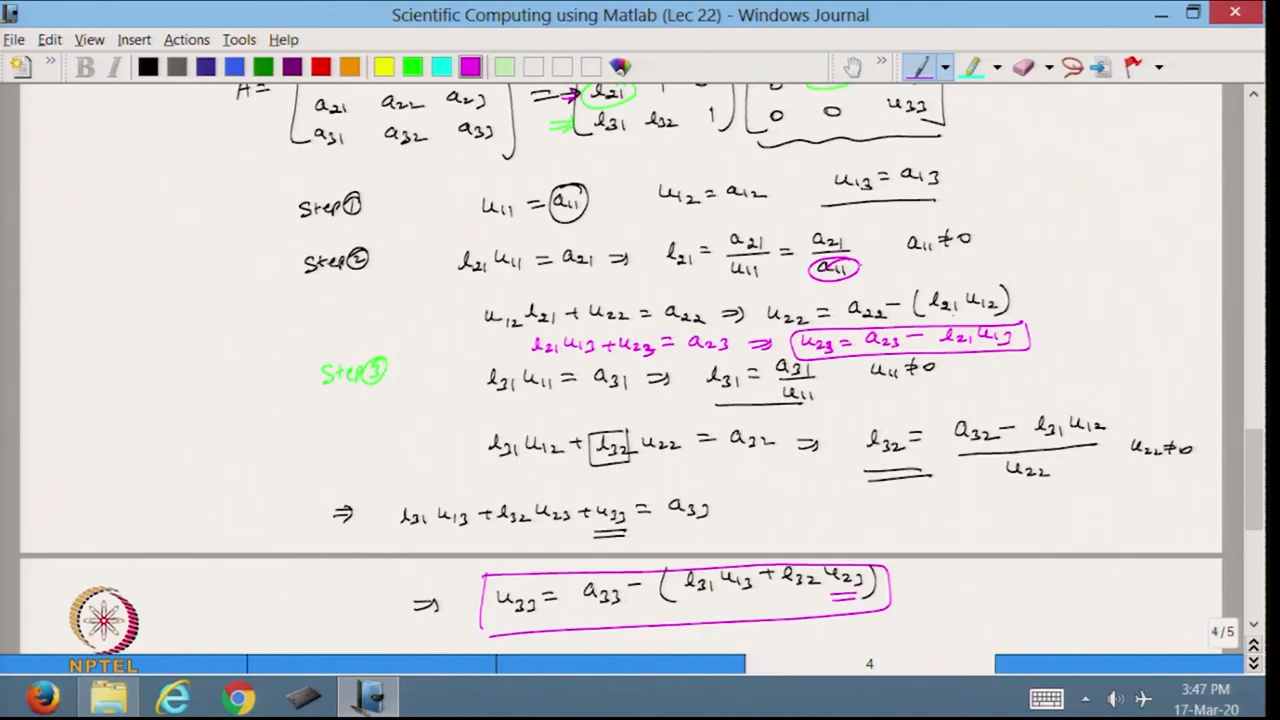 Scientific Computing using Matlab (Lec 22) - Windows Journal
File Edit View Insert Actions Tools Help
A = a21 a22 a23 ⇒ l21 1
a31 a32 a33 ⇒ l31 l32 1 0 0 u33
Step ① u11 = a11 u12 = a12 u13 = a13
Step ② l21 u11 = a21 ⇒ l21 = a21/u11 = a21/a11 a11 ≠ 0
u12 l21 + u22 = a22 ⇒ u22 = a22 - (l21 u12)
l21 u13 + u23 = a23 ⇒ u23 = a23 - l21 u13
Step ③ l31 u11 = a31 ⇒ l31 = a31/u11 u11 ≠ 0
l31 u12 + l32 u22 = a32 ⇒ l32 = (a32 - l31 u12)/u22 u22 ≠ 0
⇒ l31 u13 + l32 u23 + u33 = a33
⇒ u33 = a33 - (l31 u13 + l32 u23)
4/5
NPTEL
4
3:47 PM
17-Mar-20